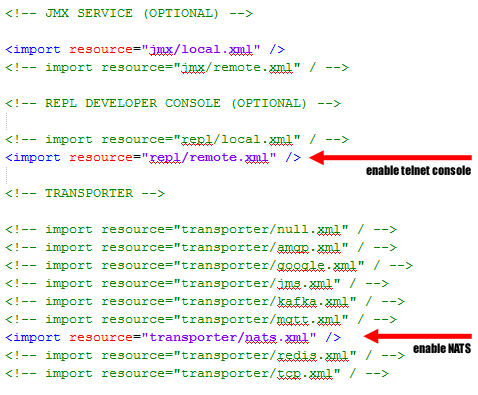 <!-- JMX SERVICE (OPTIONAL) -->
<import resource="jmx/local.xml" />
<!-- import resource="jmx/remote.xml" / -->
<!-- REPL DEVELOPER CONSOLE (OPTIONAL) -->
<!-- import resource="repl/local.xml" / -->
<import resource="repl/remote.xml" />
enable telnet console
<!-- TRANSPORTER -->
<!-- import resource="transporter/null.xml" / -->
<!-- import resource="transporter/amqp.xml" / -->
<!-- import resource="transporter/google.xml" / -->
<!-- import resource="transporter/jms.xml" / -->
<!-- import resource="transporter/kafka.xml" / -->
<!-- import resource="transporter/mqtt.xml" / -->
<import resource="transporter/nats.xml" />
enable NATS
<!-- import resource="transporter/redis.xml" / -->
<!-- import resource="transporter/tcp.xml" / -->